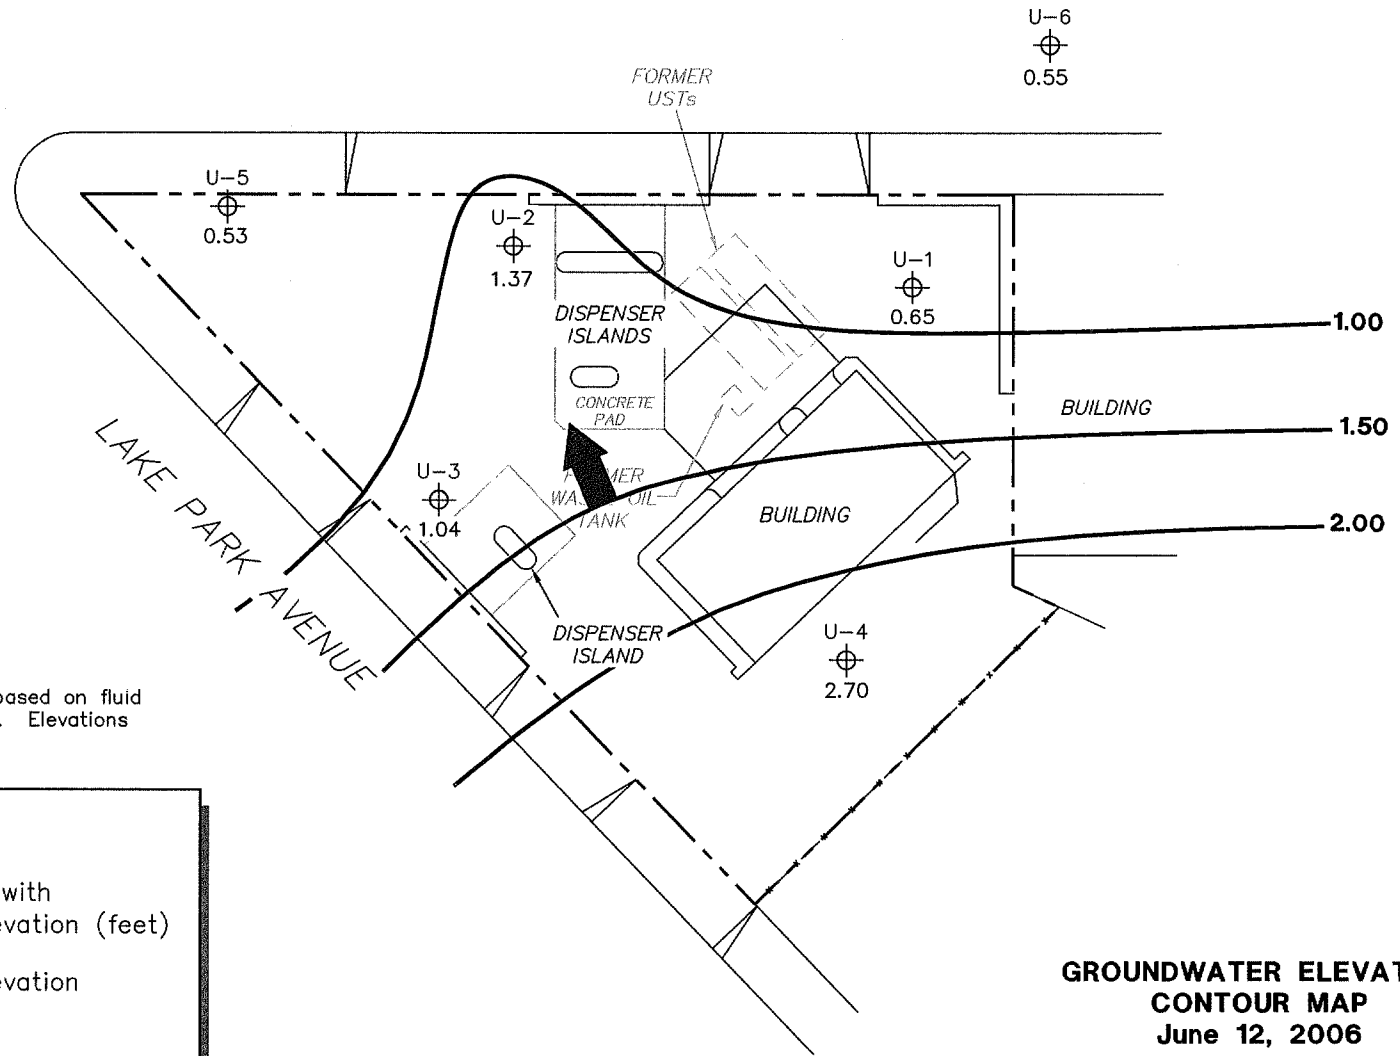 U-6
0.55
FORMER
USTs
U-5
0.53
U-2
1.37
U-1
0.65
DISPENSER
ISLANDS
1.00
CONCRETE
PAD
BUILDING
1.50
LAKE PARK AVENUE
U-3
1.04
OIL
TANK
BUILDING
2.00
DISPENSER
ISLAND
U-4
2.70
based on fluid
. Elevations
with
evation (feet)
evation
GROUNDWATER ELEVAT
CONTOUR MAP
June 12, 2006